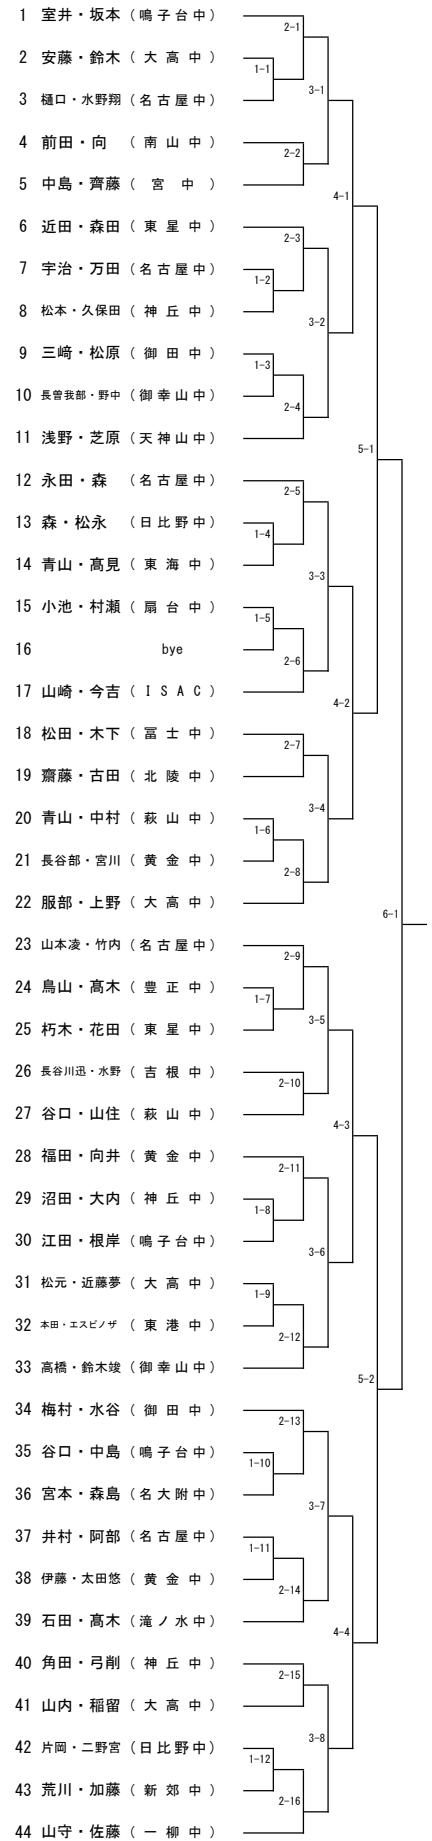 1 室井・坂本 (鳴子台中)
2-1
2 安藤・鈴木 (大高中)
1-1
3 樋口・水野翔 (名古屋中)
3-1
4 前田・向 (南山中)
2-2
5 中島・齊藤 (宮中)
4-1
6 近田・森田 (東星中)
2-3
7 宇治・万田 (名古屋中)
1-2
8 松本・久保田 (神丘中)
3-2
9 三﨑・松原 (御田中)
1-3
10 長曽我部・野中 (御幸山中)
2-4
11 浅野・芝原 (天神山中)
5-1
12 永田・森 (名古屋中)
2-5
13 森・松永 (日比野中)
1-4
14 青山・髙見 (東海中)
3-3
15 小池・村瀬 (扇台中)
1-5
16 bye
2-6
17 山崎・今吉 (ISAC)
4-2
18 松田・木下 (冨士中)
2-7
19 齋藤・古田 (北陵中)
3-4
20 青山・中村 (萩山中)
1-6
21 長谷部・宮川 (黄金中)
2-8
22 服部・上野 (大高中)
6-1
23 山本凌・竹内 (名古屋中)
2-9
24 鳥山・髙木 (豊正中)
1-7
25 朽木・花田 (東星中)
3-5
26 長谷川迅・水野 (吉根中)
2-10
27 谷口・山住 (萩山中)
4-3
28 福田・向井 (黄金中)
2-11
29 沼田・大内 (神丘中)
1-8
30 江田・根岸 (鳴子台中)
3-6
31 松元・近藤夢 (大高中)
1-9
32 本田・エスピノザ (東港中)
2-12
33 高橋・鈴木竣 (御幸山中)
5-2
34 梅村・水谷 (御田中)
2-13
35 谷口・中島 (鳴子台中)
1-10
36 宮本・森島 (名大附中)
3-7
37 井村・阿部 (名古屋中)
1-11
38 伊藤・太田悠 (黄金中)
2-14
39 石田・髙木 (滝ノ水中)
4-4
40 角田・弓削 (神丘中)
2-15
41 山内・稲留 (大高中)
3-8
42 片岡・二野宮 (日比野中)
1-12
43 荒川・加藤 (新郊中)
2-16
44 山守・佐藤 (一柳中)